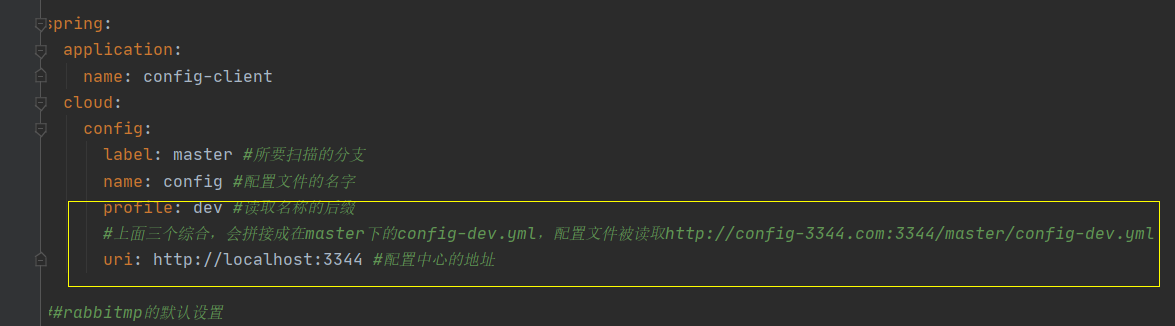 spring:
application:
name: config-client
cloud:
config:
label: master #所要扫描的分支
name: config #配置文件的名字
profile: dev #读取名称的后缀
#上面三个综合，会拼接成在master下的config-dev.yml，配置文件被读取http://config-3344.com:3344/master/config-dev.yml
uri: http://localhost:3344 #配置中心的地址
##rabbitmp的默认设置